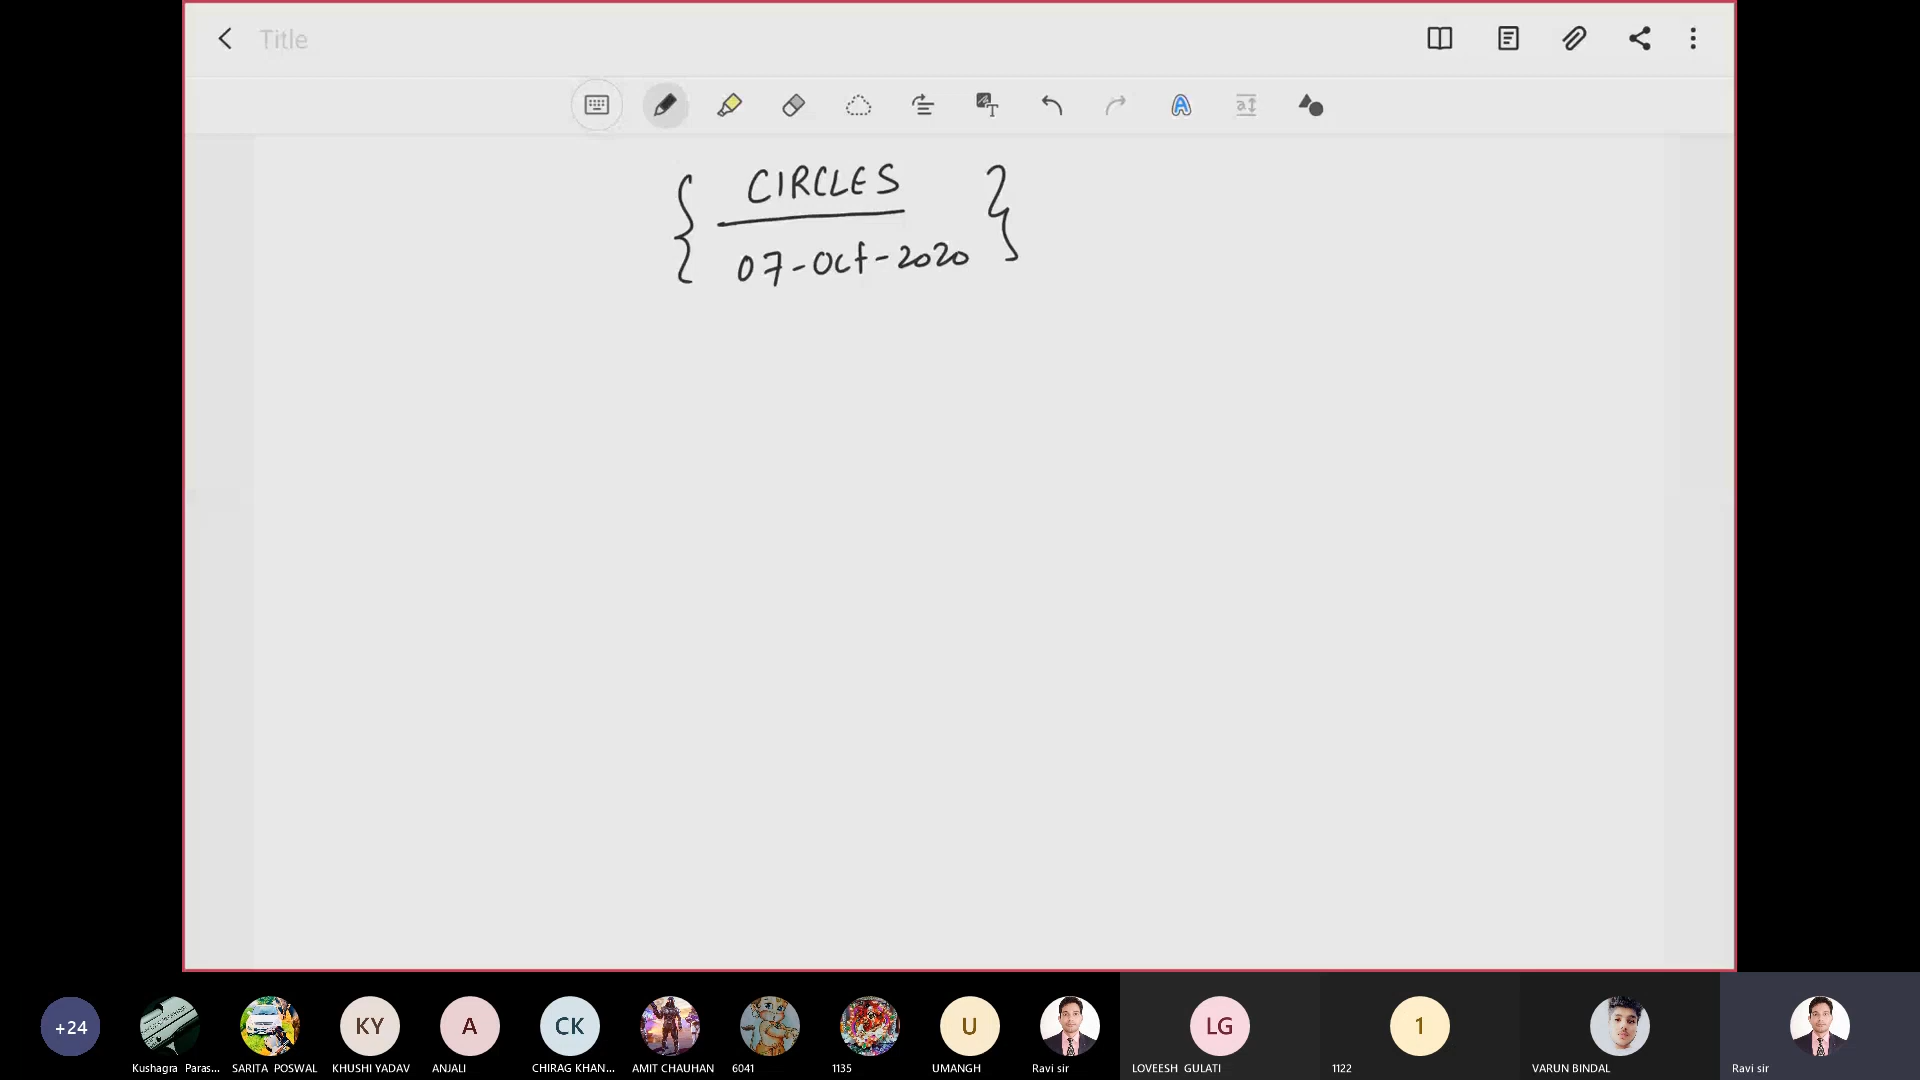 Title
CIRCLES
07-Oct-2020
+24
KY
A
CK
U
LG
1
Kushagra Paras...
SARITA POSWAL
KHUSHI YADAV
ANJALI
CHIRAG KHAN...
AMIT CHAUHAN
6041
1135
UMANGH
Ravi sir
LOVEESH GULATI
1122
VARUN BINDAL
Ravi sir